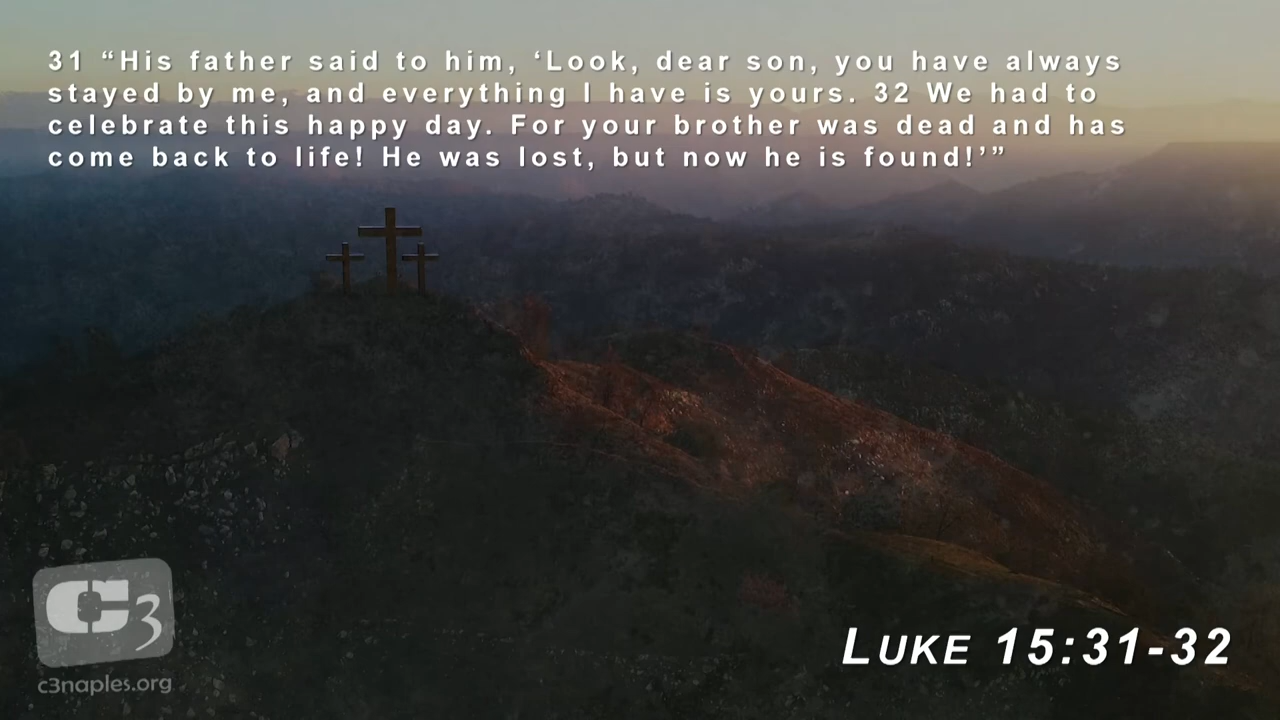 31 “His father said to him, ‘Look, dear son, you have always
stayed by me, and everything I have is yours. 32 We had to
celebrate this happy day. For your brother was dead and has
come back to life! He was lost, but now he is found!’”
C3
c3naples.org
LUKE 15:31-32